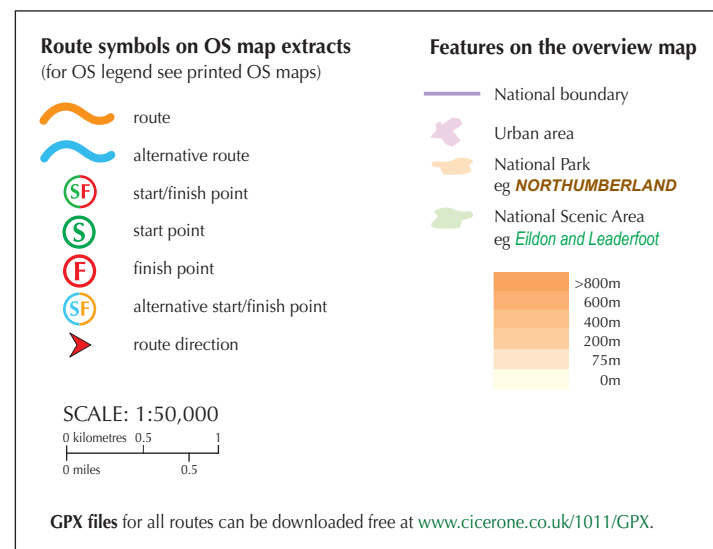 Route symbols on OS map extracts
(for OS legend see printed OS maps)
route
alternative route
SF start/finish point
S start point
F finish point
SF alternative start/finish point
route direction
SCALE: 1:50,000
0 kilometres 0.5 1
0 miles 0.5
Features on the overview map
National boundary
Urban area
National Park
eg NORTHUMBERLAND
National Scenic Area
eg Eildon and Leaderfoot
>800m
600m
400m
200m
75m
0m
GPX files for all routes can be downloaded free at www.cicerone.co.uk/1011/GPX.